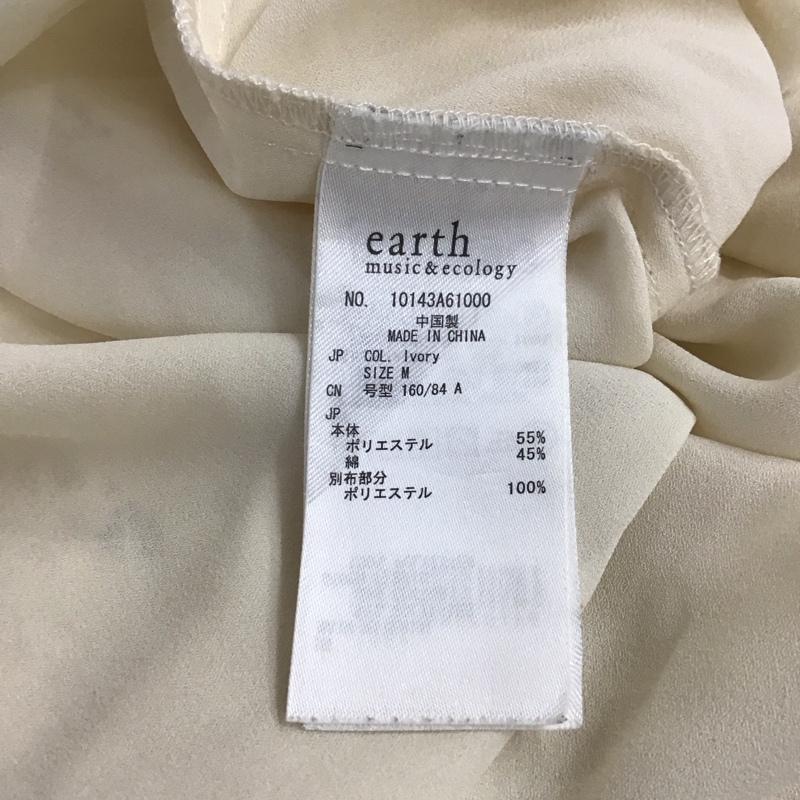 earth
music&ecology
NO. 10143A61000
中国製
MADE IN CHINA
JP COL. Ivory
SIZE M
CN 号型 160/84 A
JP
本体
ポリエステル 55%
綿 45%
別布部分
ポリエステル 100%